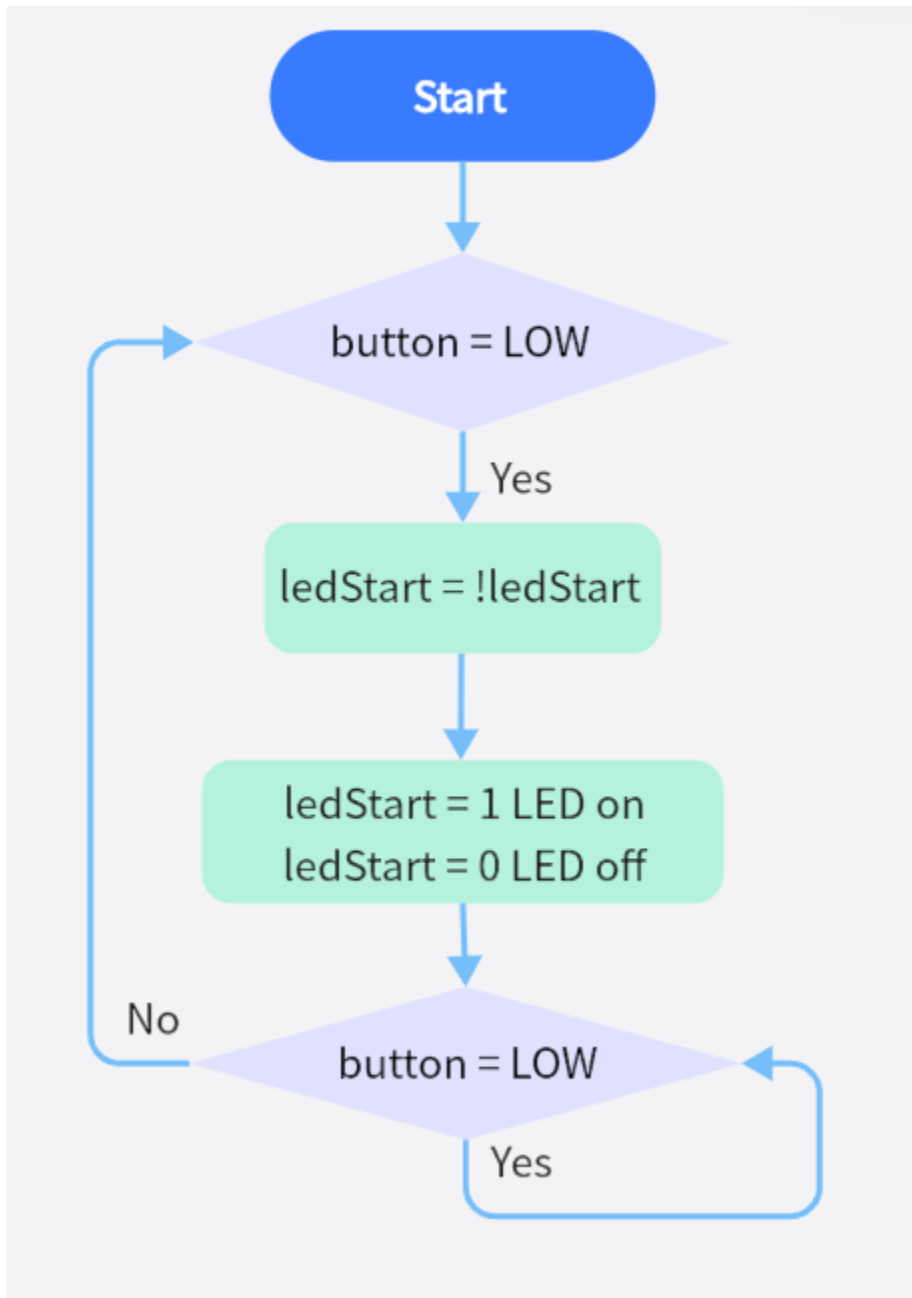 Start
button = LOW
Yes
ledStart = !ledStart
ledStart = 1 LED on
ledStart = 0 LED off
No
button = LOW
Yes